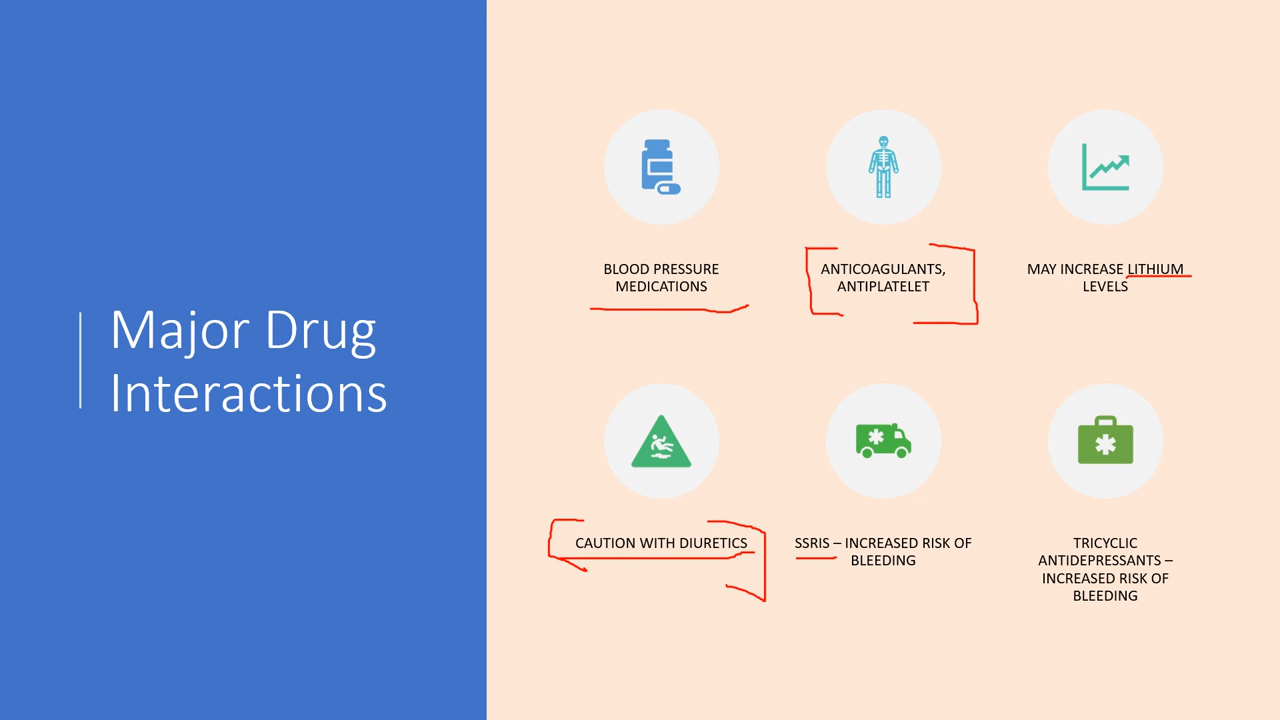 Major Drug
Interactions
BLOOD PRESSURE
MEDICATIONS
ANTICOAGULANTS,
ANTIPLATELET
MAY INCREASE LITHIUM
LEVELS
CAUTION WITH DIURETICS
SSRIS – INCREASED RISK OF
BLEEDING
TRICYCLIC
ANTIDEPRESSANTS –
INCREASED RISK OF
BLEEDING